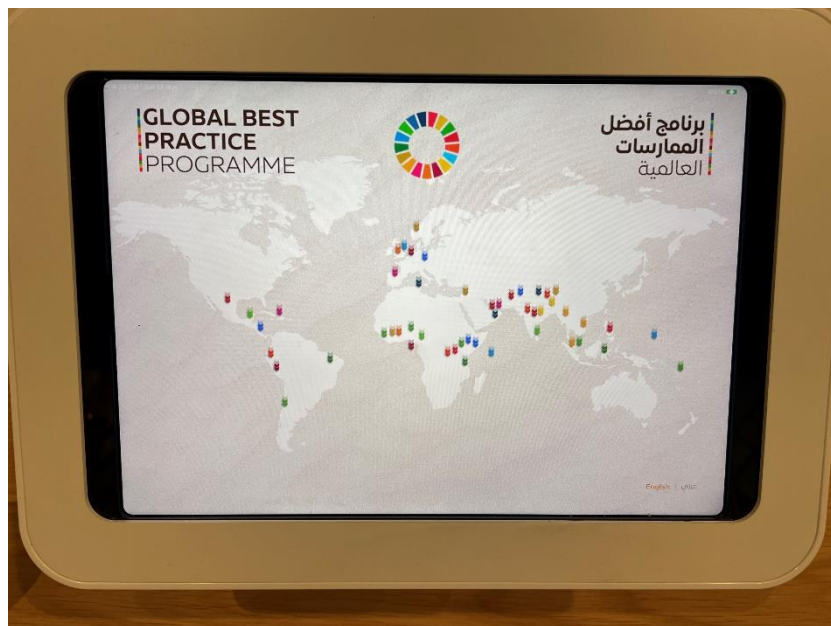 GLOBAL BEST
PRACTICE
PROGRAMME
برنامج أفضل
الممارسات
العالمية
English | عربي